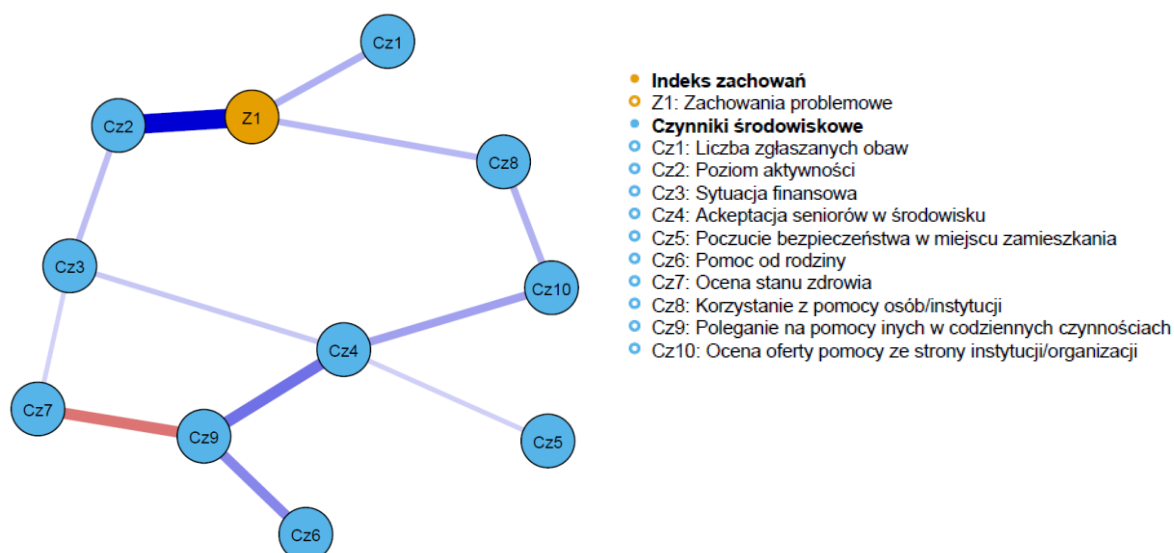 Cz1
Z1
Cz2
Cz8
Cz3
Cz10
Cz4
Cz7
Cz9
Cz5
Cz6
Indeks zachowań
Z1: Zachowania problemowe
Czynniki środowiskowe
Cz1: Liczba zgłaszanych obaw
Cz2: Poziom aktywności
Cz3: Sytuacja finansowa
Cz4: Ackeptacja seniorów w środowisku
Cz5: Poczucie bezpieczeństwa w miejscu zamieszkania
Cz6: Pomoc od rodziny
Cz7: Ocena stanu zdrowia
Cz8: Korzystanie z pomocy osób/instytucji
Cz9: Poleganie na pomocy inych w codziennych czynnościach
Cz10: Ocena oferty pomocy ze strony instytucji/organizacji